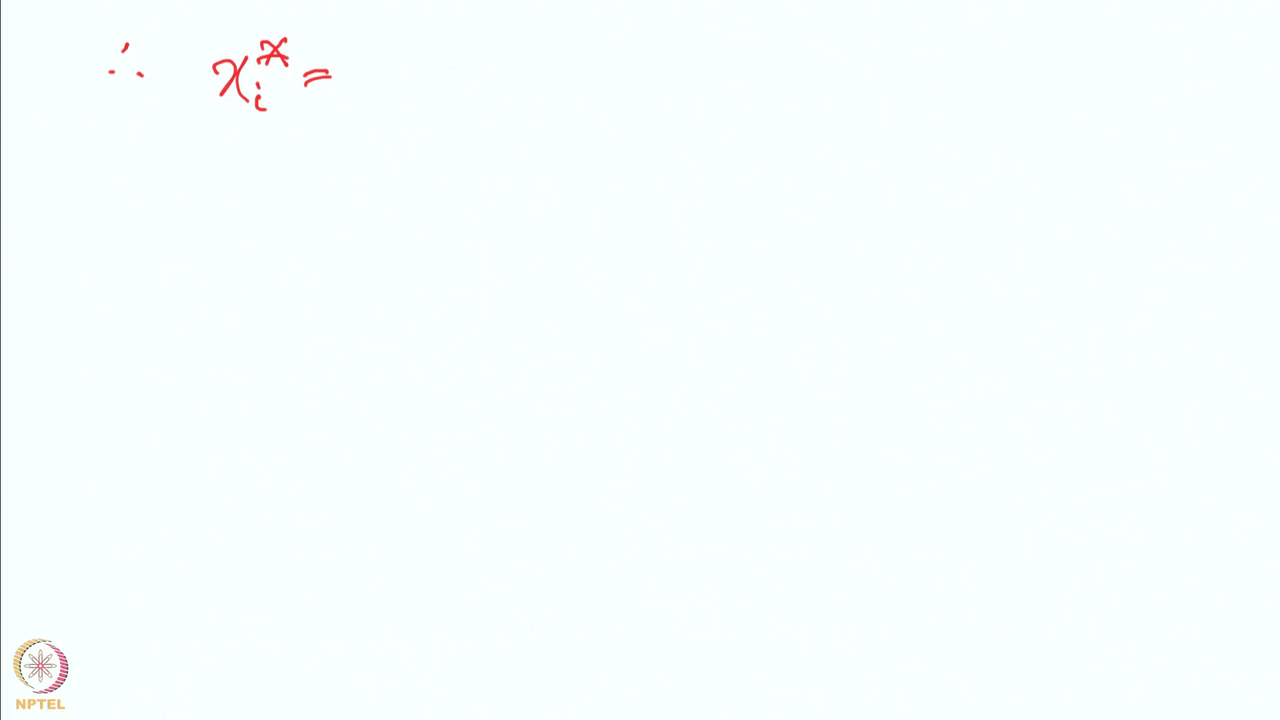 ∴ x_i^* =
NPTEL